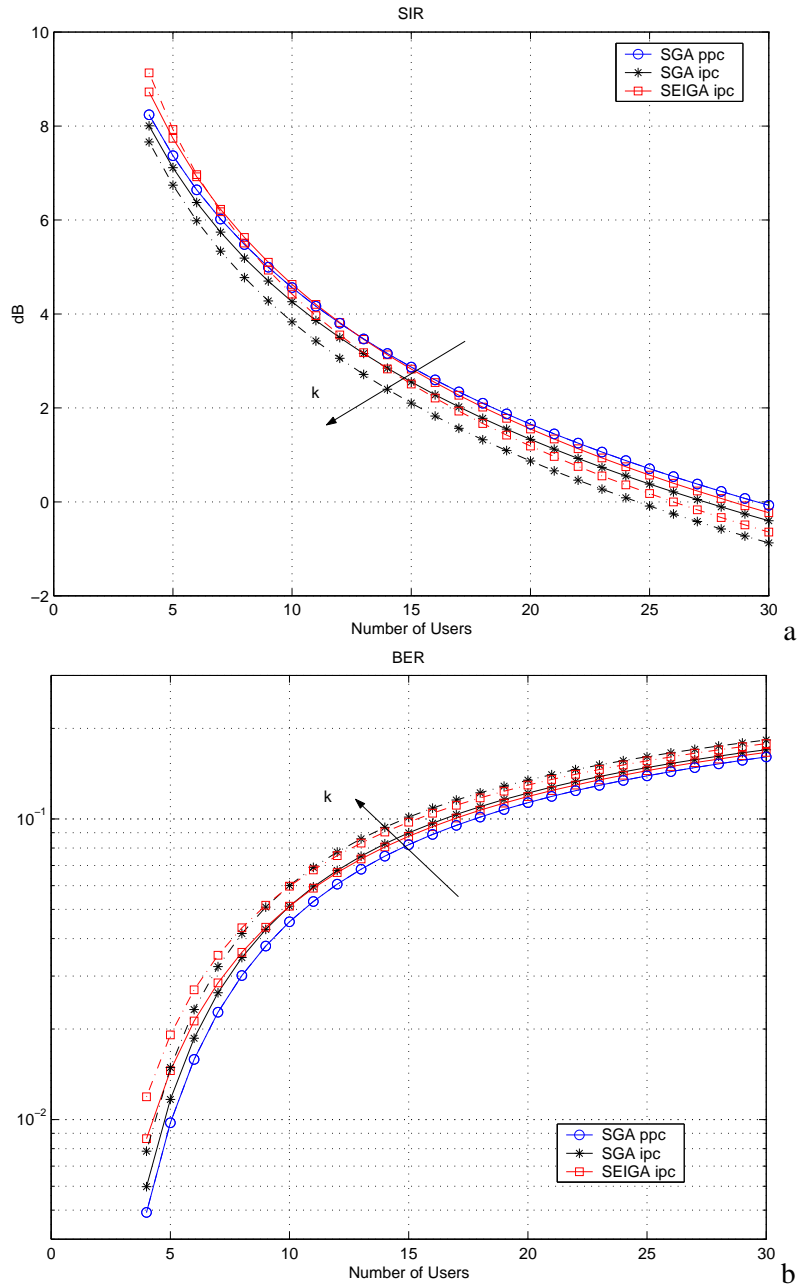 SIR
10
8
6
4
2
0
−2
dB
SGA ppc
SGA ipc
SEIGA ipc
k
0 5 10 15 20 25 30
Number of Users
a
BER
10−1
10−2
k
SGA ppc
SGA ipc
SEIGA ipc
0 5 10 15 20 25 30
Number of Users
b